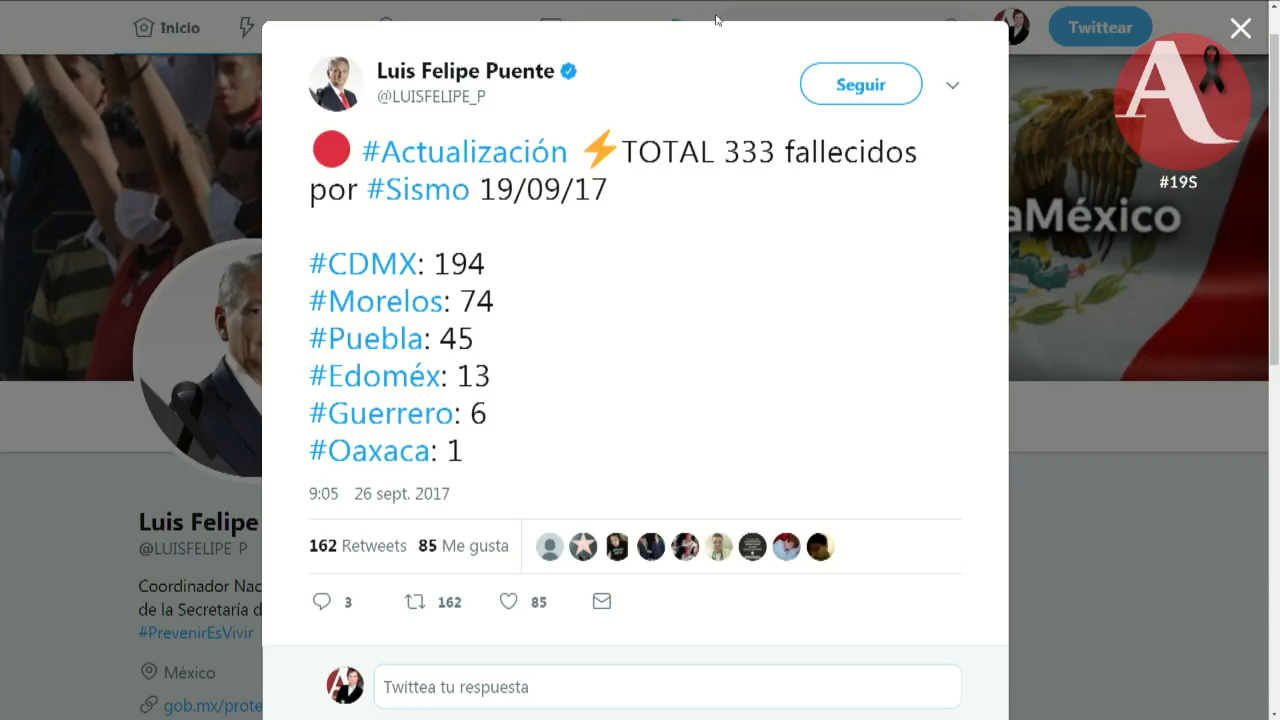 Inicio
Twittear
Luis Felipe Puente
@LUISFELIPE_P
Seguir
#Actualización ⚡TOTAL 333 fallecidos
por #Sismo 19/09/17
#CDMX: 194
#Morelos: 74
#Puebla: 45
#Edoméx: 13
#Guerrero: 6
#Oaxaca: 1
9:05 26 sept. 2017
162 Retweets 85 Me gusta
3 162 85
Twittea tu respuesta
A
#19S
aMéxico
Luis Felipe
@LUISFELIPE_P
Coordinador Nac
de la Secretaría d
#PrevenirEsVivir
México
gob.mx/prote